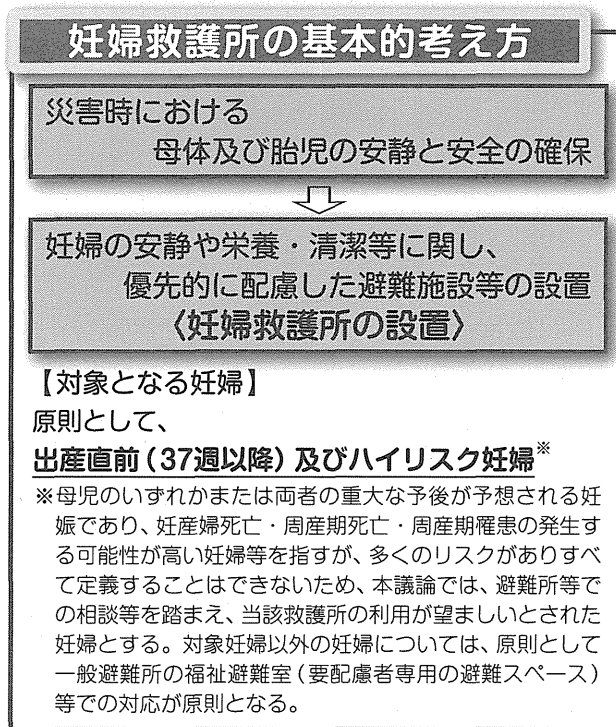 妊婦救護所の基本的考え方
災害時における
母体及び胎児の安静と安全の確保
妊婦の安静や栄養・清潔等に関し、
優先的に配慮した避難施設等の設置
〈妊婦救護所の設置〉
【対象となる妊婦】
原則として、
出産直前（37週以降）及びハイリスク妊婦※
※母児のいずれかまたは両者の重大な予後が予想される妊
娠であり、妊産婦死亡・周産期死亡・周産期罹患の発生す
る可能性が高い妊婦等を指すが、多くのリスクがありすべ
て定義することはできないため、本議論では、避難所等で
の相談等を踏まえ、当該救護所の利用が望ましいとされた
妊婦とする。対象妊婦以外の妊婦については、原則として
一般避難所の福祉避難室（要配慮者専用の避難スペース）
等での対応が原則となる。